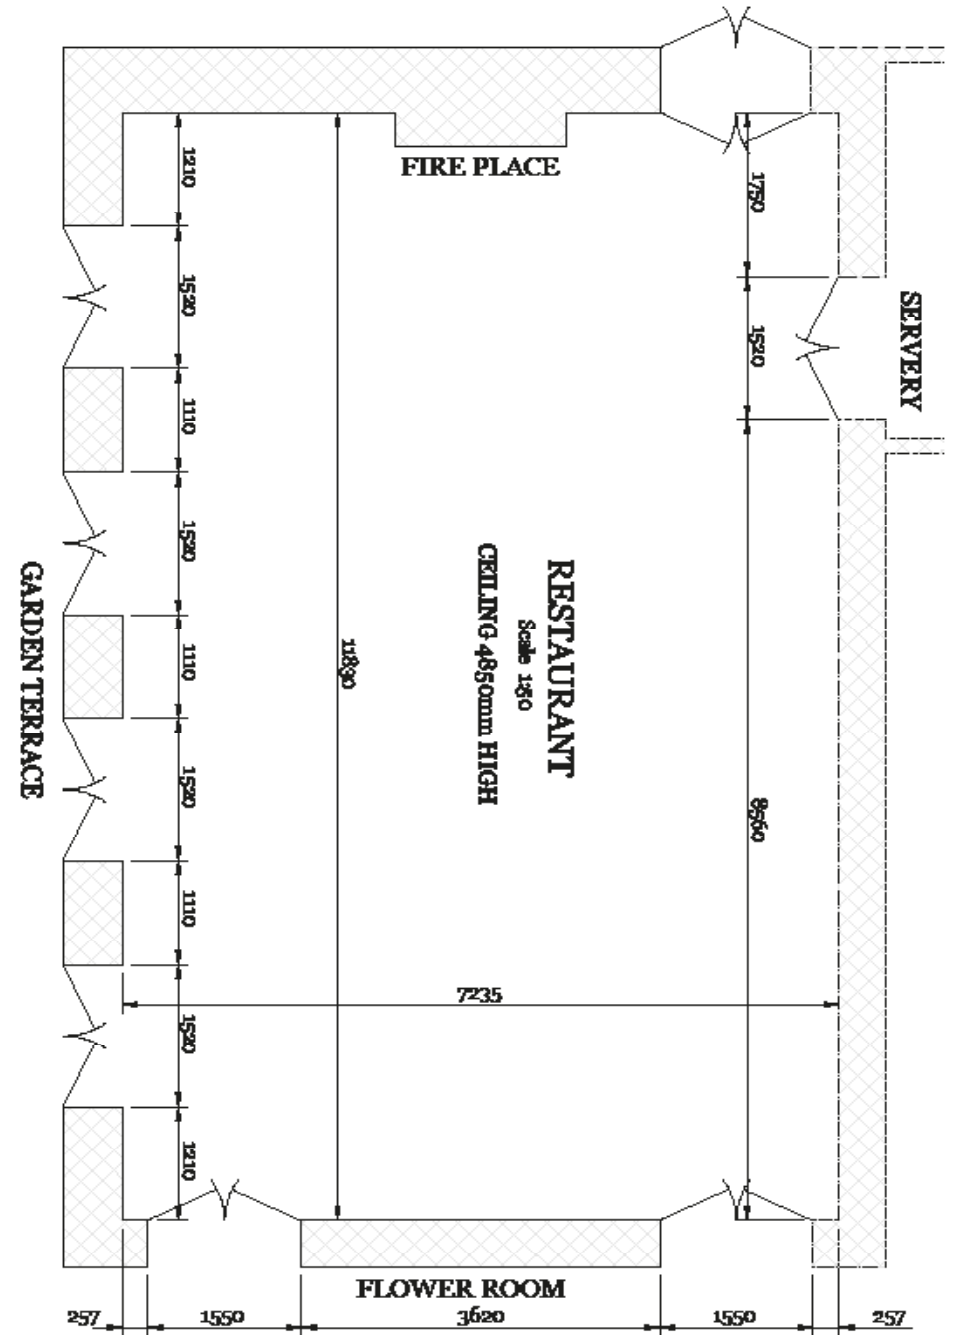 FIRE PLACE
1210
1750
1520
1520
SERVERY
1110
1520
GARDEN TERRACE
RESTAURANT
Scale 1:50
CEILING 4850mm HIGH
1110
11830
1520
8560
1110
7235
1520
1210
FLOWER ROOM
257
1550
3620
1550
257